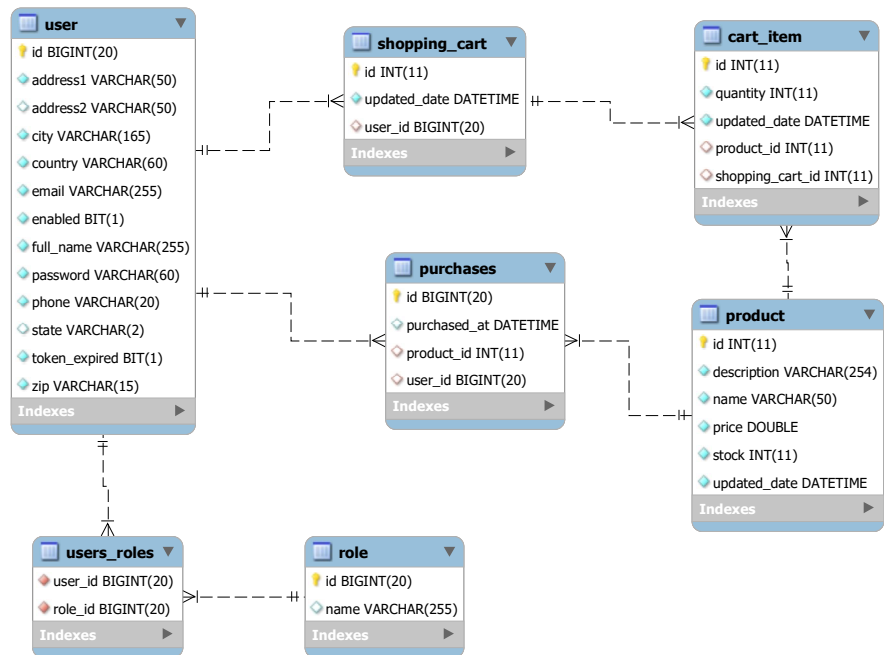 user
id BIGINT(20)
address1 VARCHAR(50)
address2 VARCHAR(50)
city VARCHAR(165)
country VARCHAR(60)
email VARCHAR(255)
enabled BIT(1)
full_name VARCHAR(255)
password VARCHAR(60)
phone VARCHAR(20)
state VARCHAR(2)
token_expired BIT(1)
zip VARCHAR(15)
Indexes
shopping_cart
id INT(11)
updated_date DATETIME
user_id BIGINT(20)
Indexes
cart_item
id INT(11)
quantity INT(11)
updated_date DATETIME
product_id INT(11)
shopping_cart_id INT(11)
Indexes
purchases
id BIGINT(20)
purchased_at DATETIME
product_id INT(11)
user_id BIGINT(20)
Indexes
product
id INT(11)
description VARCHAR(254)
name VARCHAR(50)
price DOUBLE
stock INT(11)
updated_date DATETIME
Indexes
users_roles
user_id BIGINT(20)
role_id BIGINT(20)
Indexes
role
id BIGINT(20)
name VARCHAR(255)
Indexes